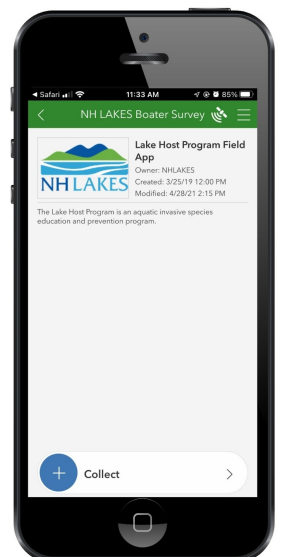 Safari 11:33 AM 85%
NH LAKES Boater Survey
NH LAKES
Lake Host Program Field
App
Owner: NHLAKES
Created: 3/25/19 12:00 PM
Modified: 4/28/21 2:15 PM
The Lake Host Program is an aquatic invasive species
education and prevention program.
Collect